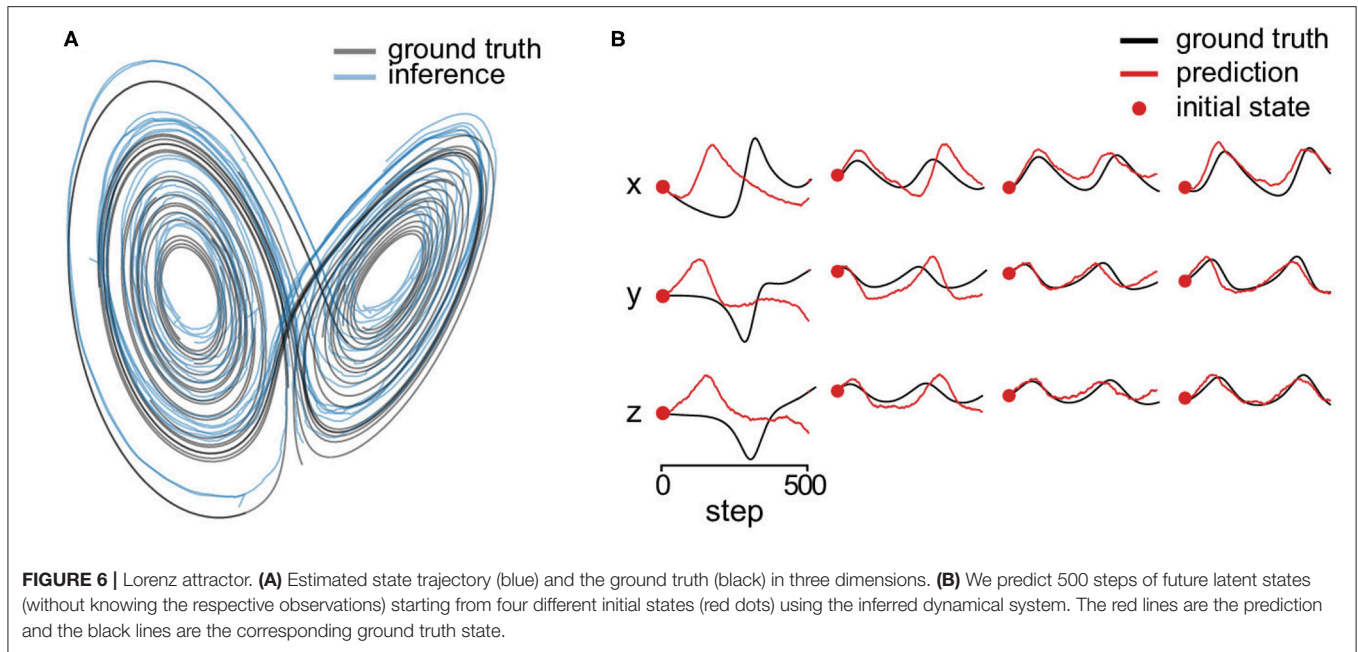 A
ground truth
inference
B
ground truth
prediction
initial state
x
y
z
0 500
step
FIGURE 6 | Lorenz attractor. (A) Estimated state trajectory (blue) and the ground truth (black) in three dimensions. (B) We predict 500 steps of future latent states
(without knowing the respective observations) starting from four different initial states (red dots) using the inferred dynamical system. The red lines are the prediction
and the black lines are the corresponding ground truth state.